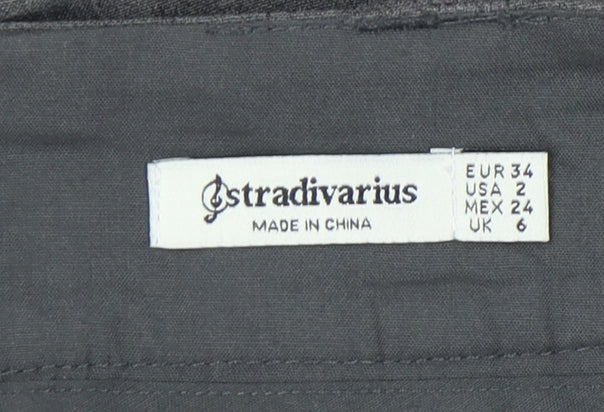 stradivarius
MADE IN CHINA
EUR 34
USA 2
MEX 24
UK 6